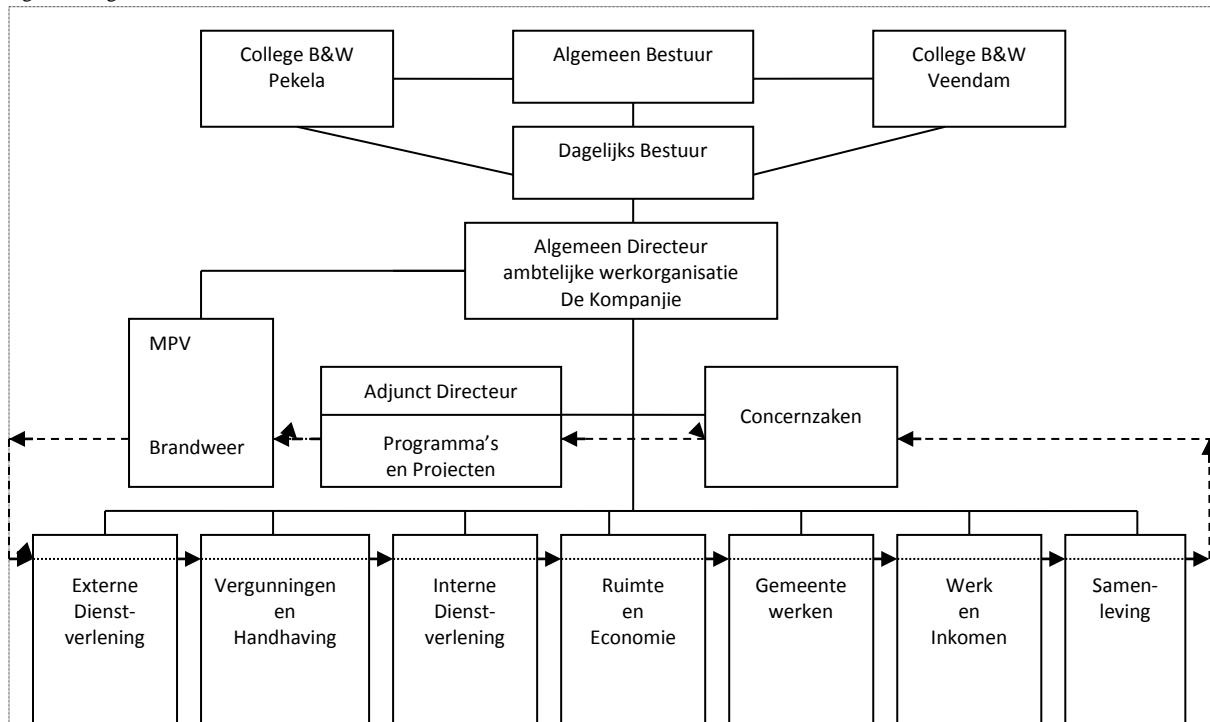 College B&W
Pekela
Algemeen Bestuur
College B&W
Veendam
Dagelijks Bestuur
Algemeen Directeur
ambtelijke werkorganisatie
De Kompanjie
MPV
Brandweer
Adjunct Directeur
Programma's
en Projecten
Concernzaken
Externe
Dienst-
verlening
Vergunningen
en
Handhaving
Interne
Dienst-
verlening
Ruimte
en
Economie
Gemeente
werken
Werk
en
Inkomen
Samen-
leving